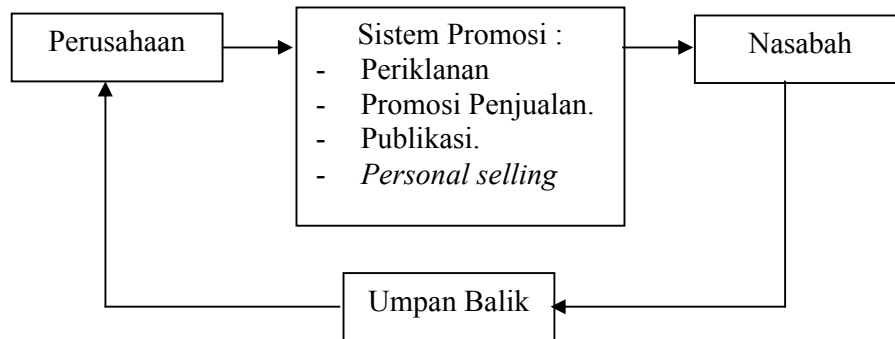 Perusahaan
Sistem Promosi :
- Periklanan
- Promosi Penjualan.
- Publikasi.
- Personal selling
Nasabah
Umpan Balik